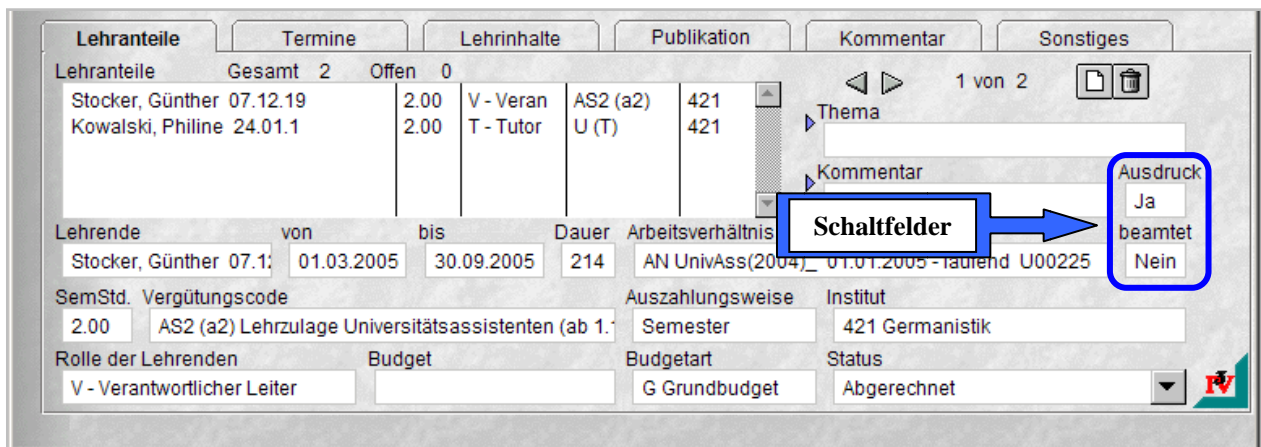 Lehranteile Termine Lehrinhalte Publikation Kommentar Sonstiges
Lehranteile Gesamt 2 Offen 0
1 von 2
Stocker, Günther 07.12.19 2.00 V - Veran AS2 (a2) 421
Kowalski, Philine 24.01.1 2.00 T - Tutor U (T) 421
Thema
Kommentar Ausdruck
Ja
Schaltfelder
Lehrende von bis Dauer Arbeitsverhältnis beamtet
Stocker, Günther 07.12 01.03.2005 30.09.2005 214 AN UnivAss(2004)_ 01.01.2005 - laufend U00225 Nein
SemStd. Vergütungscode Auszahlungsweise Institut
2.00 AS2 (a2) Lehrzulage Universitätsassistenten (ab 1. Semester 421 Germanistik
Rolle der Lehrenden Budget Budgetart Status
V - Verantwortlicher Leiter G Grundbudget Abgerechnet